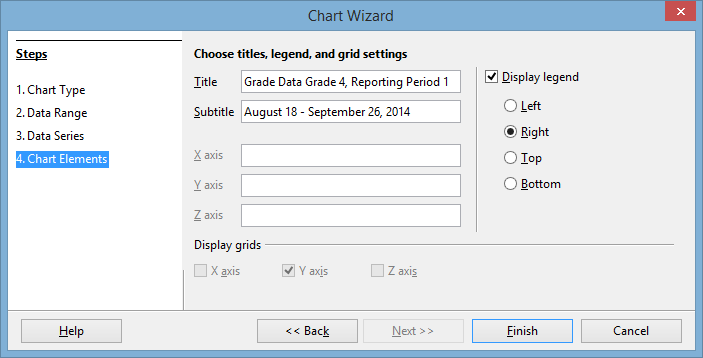 Chart Wizard
Steps
1. Chart Type
2. Data Range
3. Data Series
4. Chart Elements
Choose titles, legend, and grid settings
Title Grade Data Grade 4, Reporting Period 1
Subtitle August 18 - September 26, 2014
X axis
Y axis
Z axis
Display legend
Left
Right
Top
Bottom
Display grids
X axis Y axis Z axis
Help << Back Next >> Finish Cancel